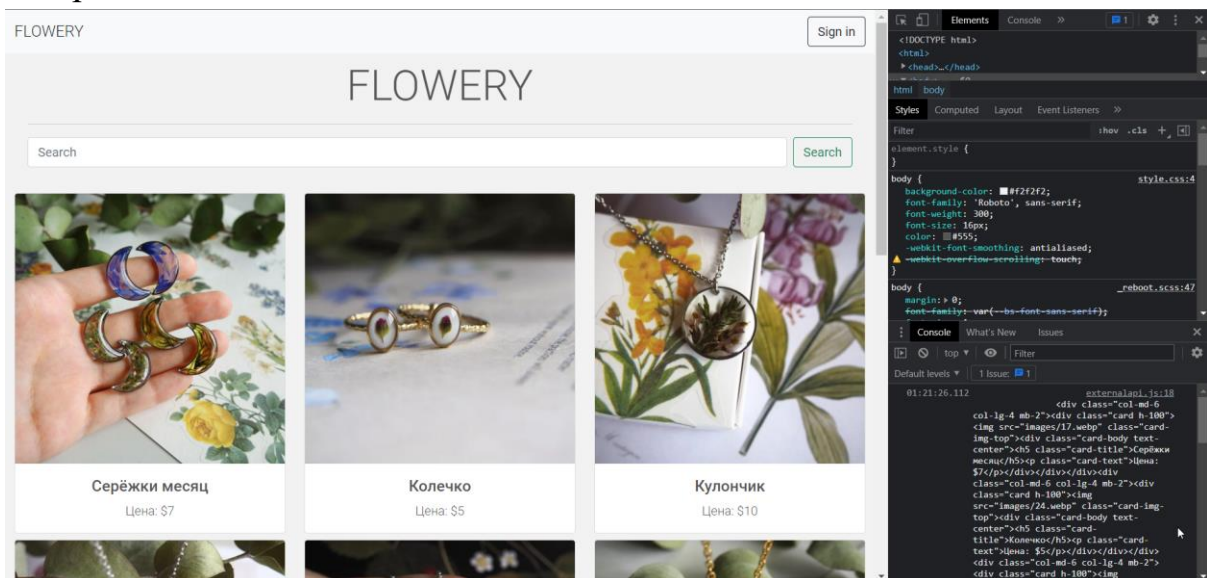 FLOWERY
Sign in
FLOWERY
Search
Search
Серёжки месяц
Цена: $7
Колечко
Цена: $5
Кулончик
Цена: $10
Elements Console » 1
<!DOCTYPE html>
<html>
<head>…</head>
html body
Styles Computed Layout Event Listeners »
Filter :hov .cls +
element.style {
}
body { style.css:4
background-color: #f2f2f2;
font-family: 'Roboto', sans-serif;
font-weight: 300;
font-size: 16px;
color: #555;
-webkit-font-smoothing: antialiased;
-webkit-overflow-scrolling: touch;
}
body { _reboot.scss:47
margin: 0;
font-family: var(--bs-font-sans-serif);
Console What's New Issues
top Filter
Default levels 1 Issue: 1
01:21:26.112 externalapi.js:18
<div class="col-md-6
col-lg-4 mb-2"><div class="card h-100">
<img src="images/17.webp" class="card-
img-top"><div class="card-body text-
center"><h5 class="card-title">Серёжки
месяц</h5><p class="card-text">Цена:
$7</p></div></div></div><div
class="col-md-6 col-lg-4 mb-2"><div
class="card h-100"><img
src="images/24.webp" class="card-img-
top"><div class="card-body text-
center"><h5 class="card-
title">Колечко</h5><p class="card-
text">Цена: $5</p></div></div></div>
<div class="col-md-6 col-lg-4 mb-2">
<div class="card h-100"><img